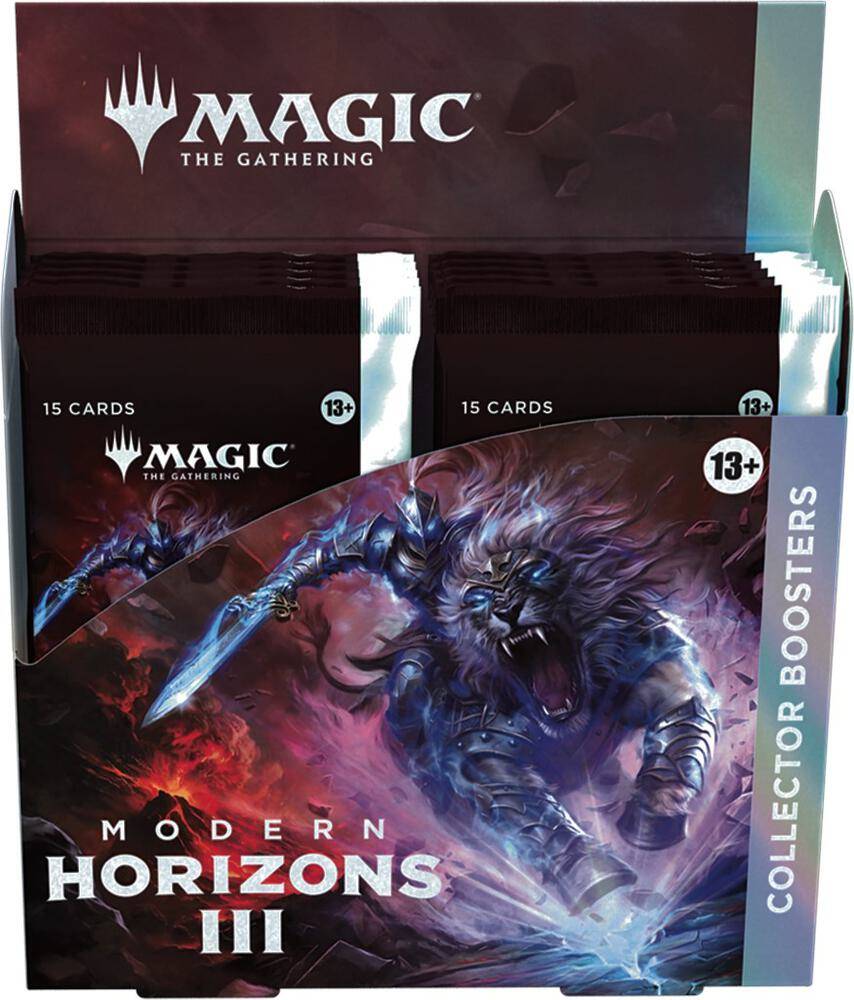 MAGIC
THE GATHERING
15 CARDS
13+
15 CARDS
13+
MAGIC
THE GATHERING
13+
COLLECTOR BOOSTERS
MODERN
HORIZONS
III